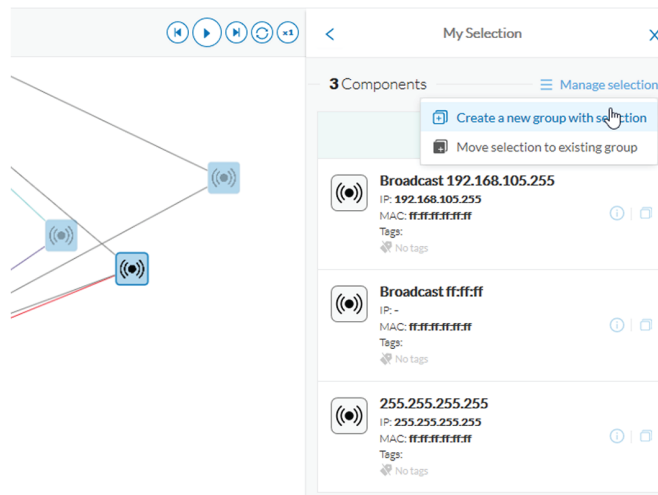 x1
My Selection
3 Components
Manage selection
Create a new group with selection
Move selection to existing group
Broadcast 192.168.105.255
IP: 192.168.105.255
MAC: ff:ff:ff:ff:ff:ff
Tags:
No tags
Broadcast ff:ff:ff
IP: -
MAC: ff:ff:ff:ff:ff:ff
Tags:
No tags
255.255.255.255
IP: 255.255.255.255
MAC: ff:ff:ff:ff:ff:ff
Tags:
No tags